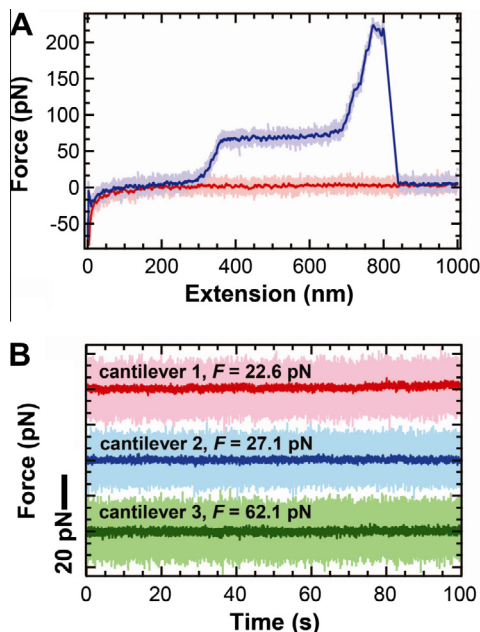 A
Force (pN)
200
150
100
50
0
-50
0 200 400 600 800 1000
Extension (nm)
B
Force (pN)
20 pN
cantilever 1, F = 22.6 pN
cantilever 2, F = 27.1 pN
cantilever 3, F = 62.1 pN
0 20 40 60 80 100
Time (s)